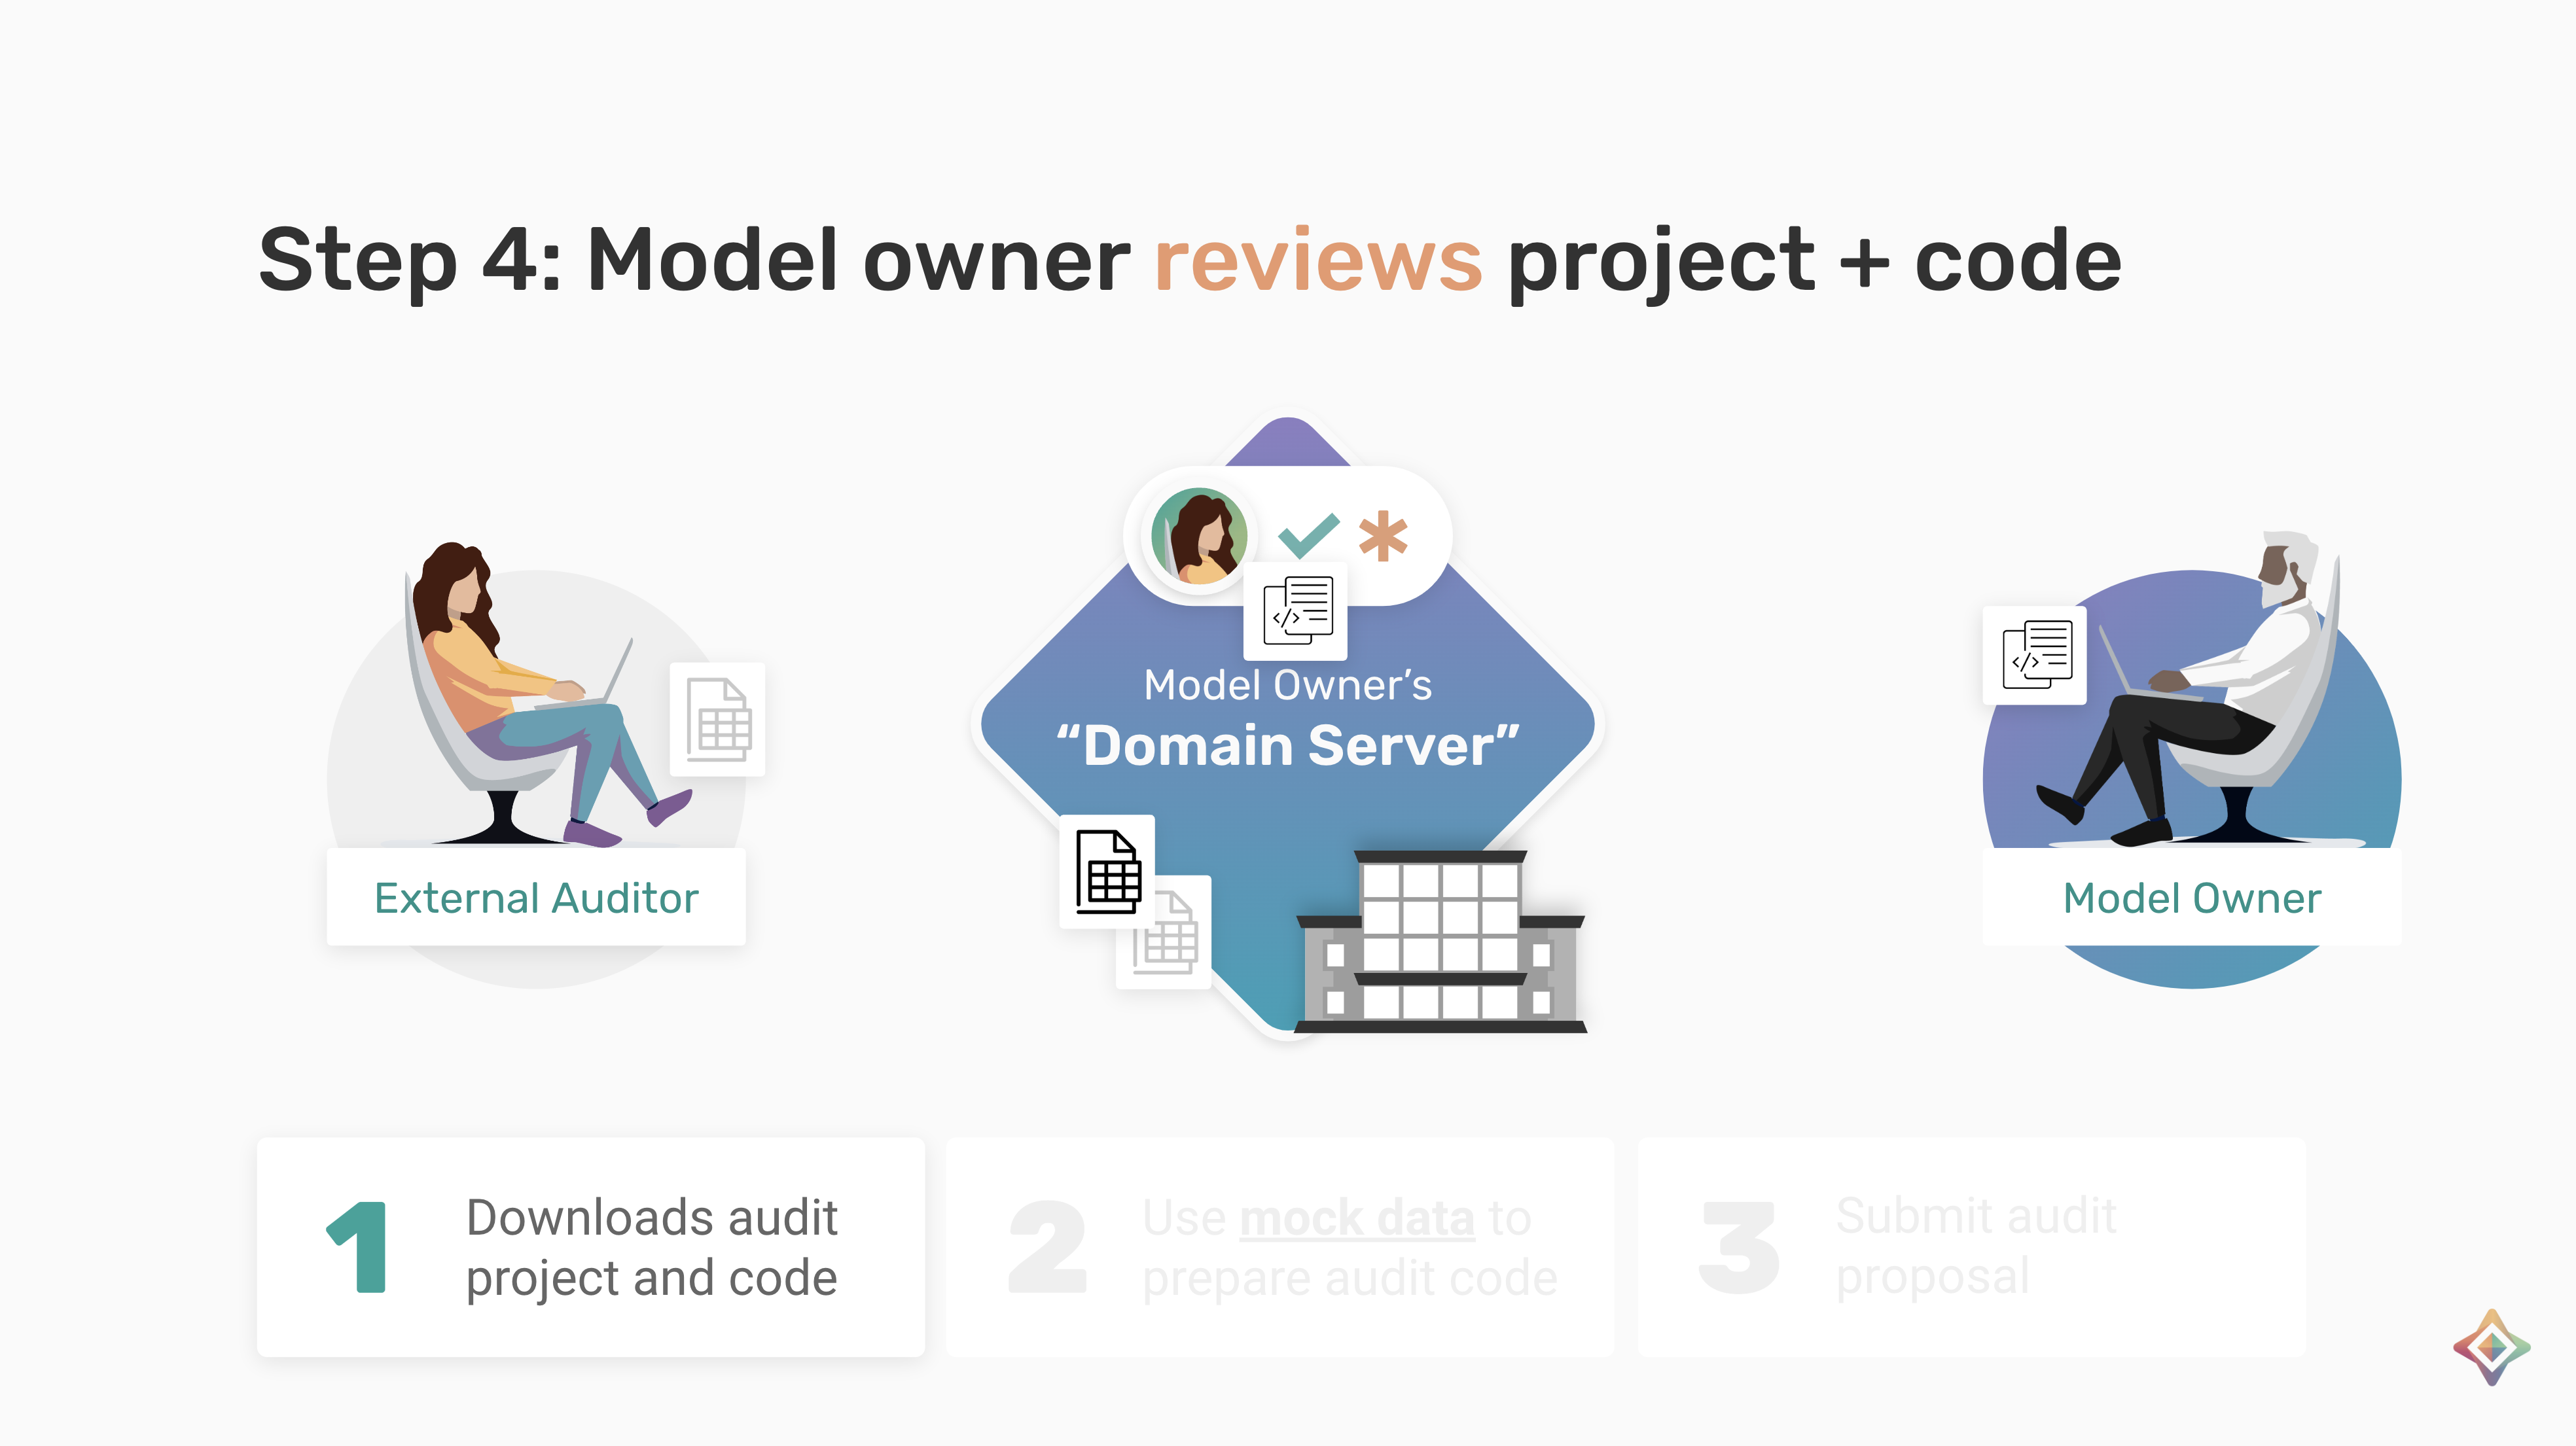 Step 4: Model owner reviews project + code
</>
Model Owner’s
“Domain Server”
</>
External Auditor
Model Owner
1
Downloads audit
project and code
2
Use mock data to
prepare audit code
3
Submit audit
proposal